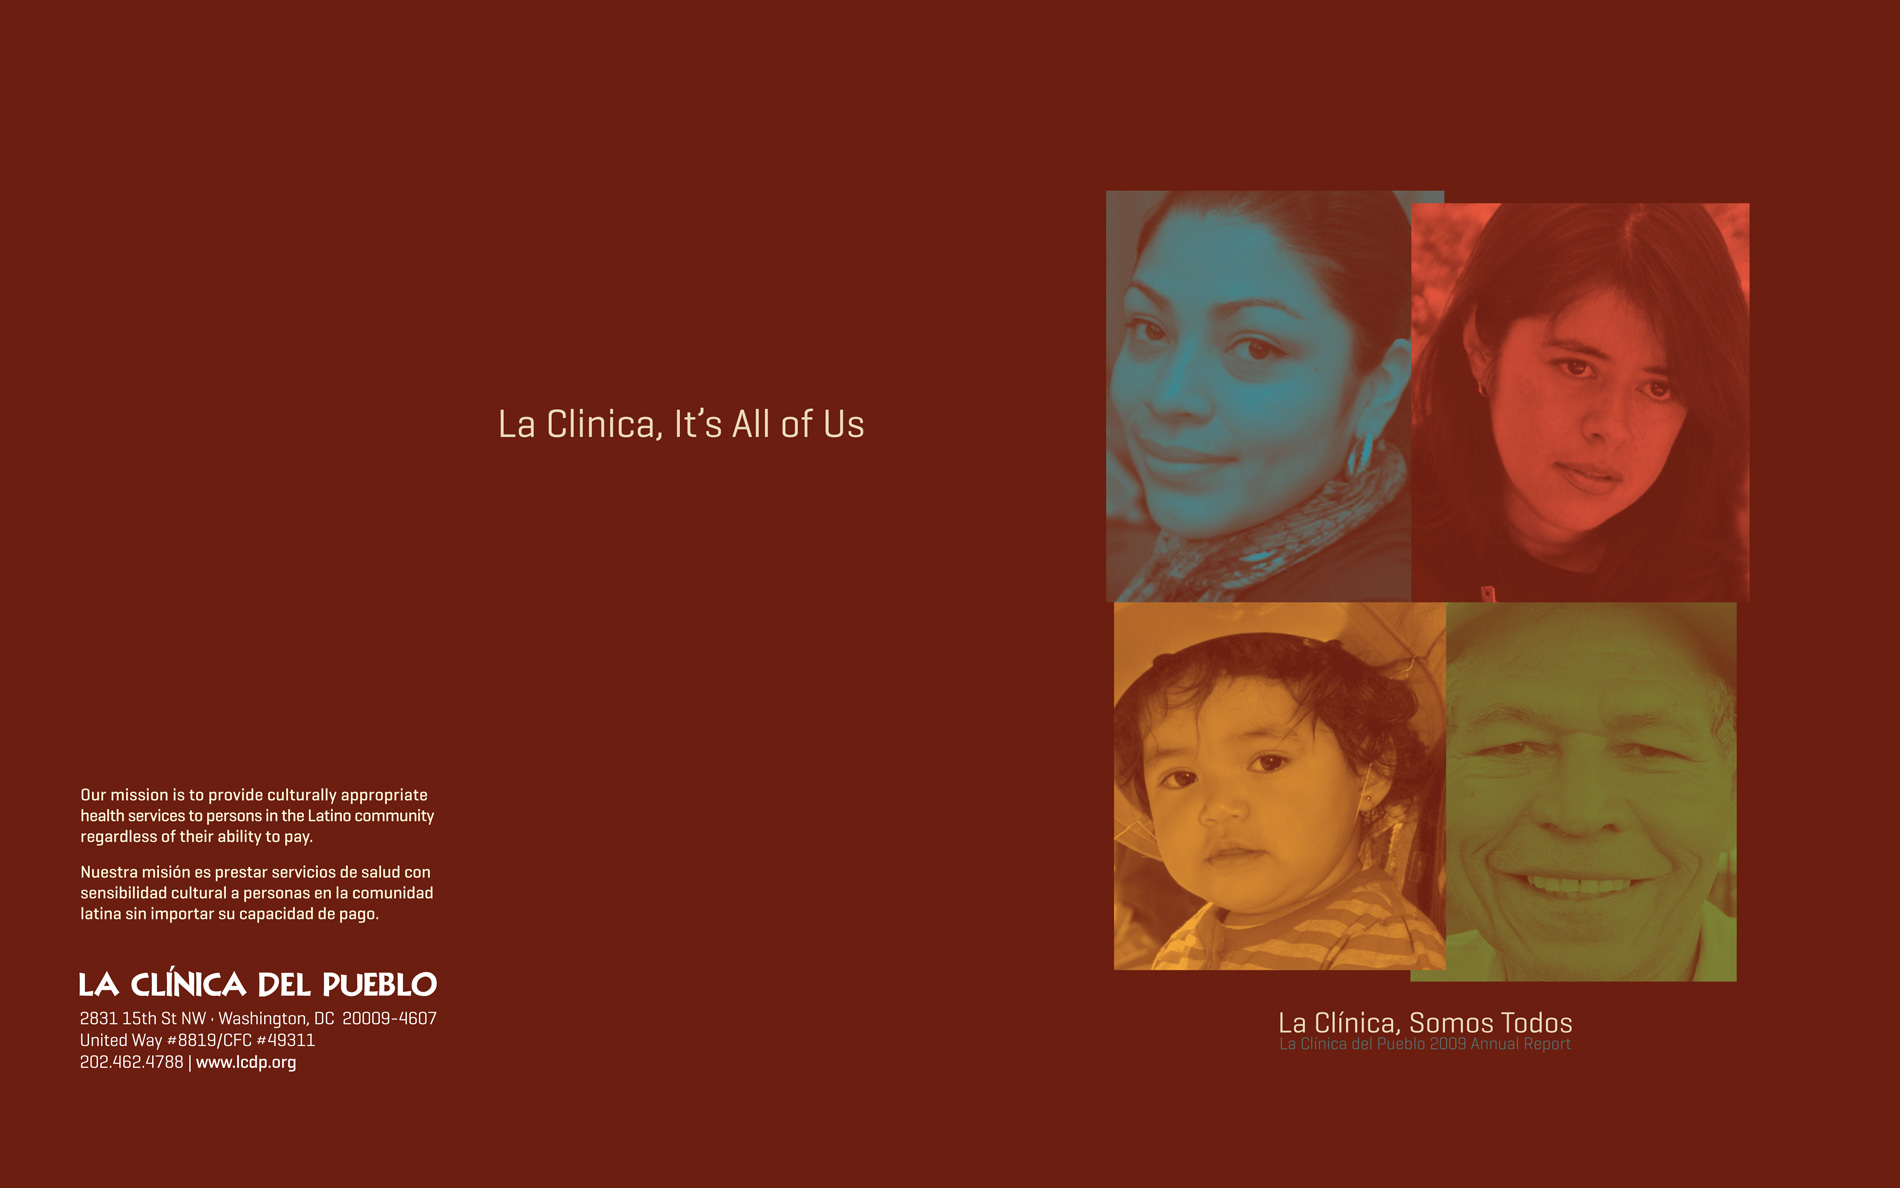 La Clinica, It’s All of Us
Our mission is to provide culturally appropriate
health services to persons in the Latino community
regardless of their ability to pay.
Nuestra misión es prestar servicios de salud con
sensibilidad cultural a personas en la comunidad
latina sin importar su capacidad de pago.
LA CLÍNICA DEL PUEBLO
2831 15th St NW · Washington, DC 20009-4607
United Way #8819/CFC #49311
202.462.4788 | www.lcdp.org
La Clínica, Somos Todos
La Clínica del Pueblo 2009 Annual Report